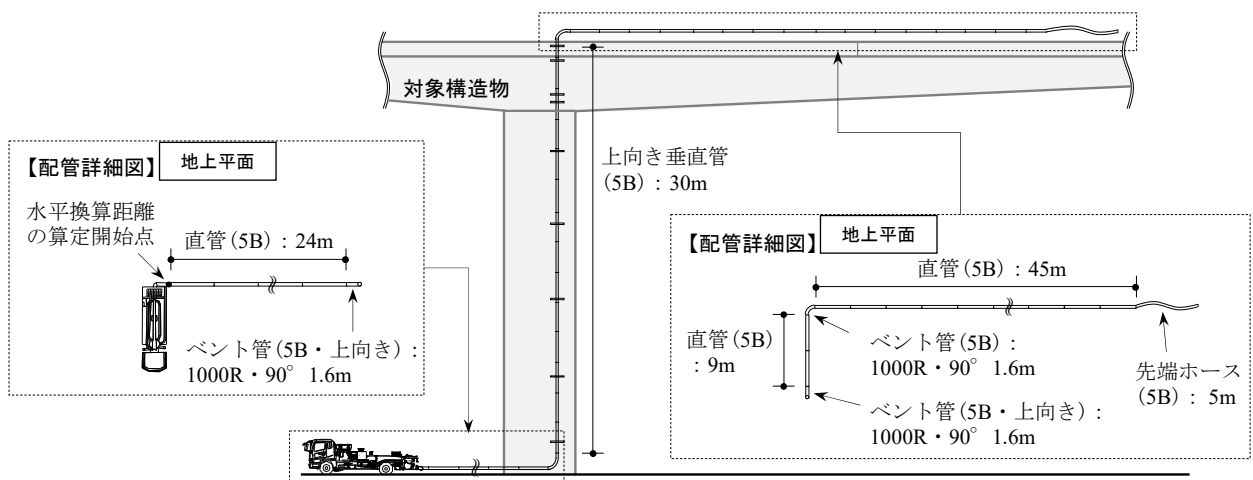 対象構造物
上向き垂直管
(5B)：30m
【配管詳細図】 地上平面
水平換算距離
の算定開始点
直管(5B)：24m
ベント管(5B・上向き)：
1000R・90° 1.6m
【配管詳細図】 地上平面
直管(5B)：45m
直管(5B)
：9m
ベント管(5B)：
1000R・90° 1.6m
ベント管(5B・上向き)：
1000R・90° 1.6m
先端ホース
(5B)：5m